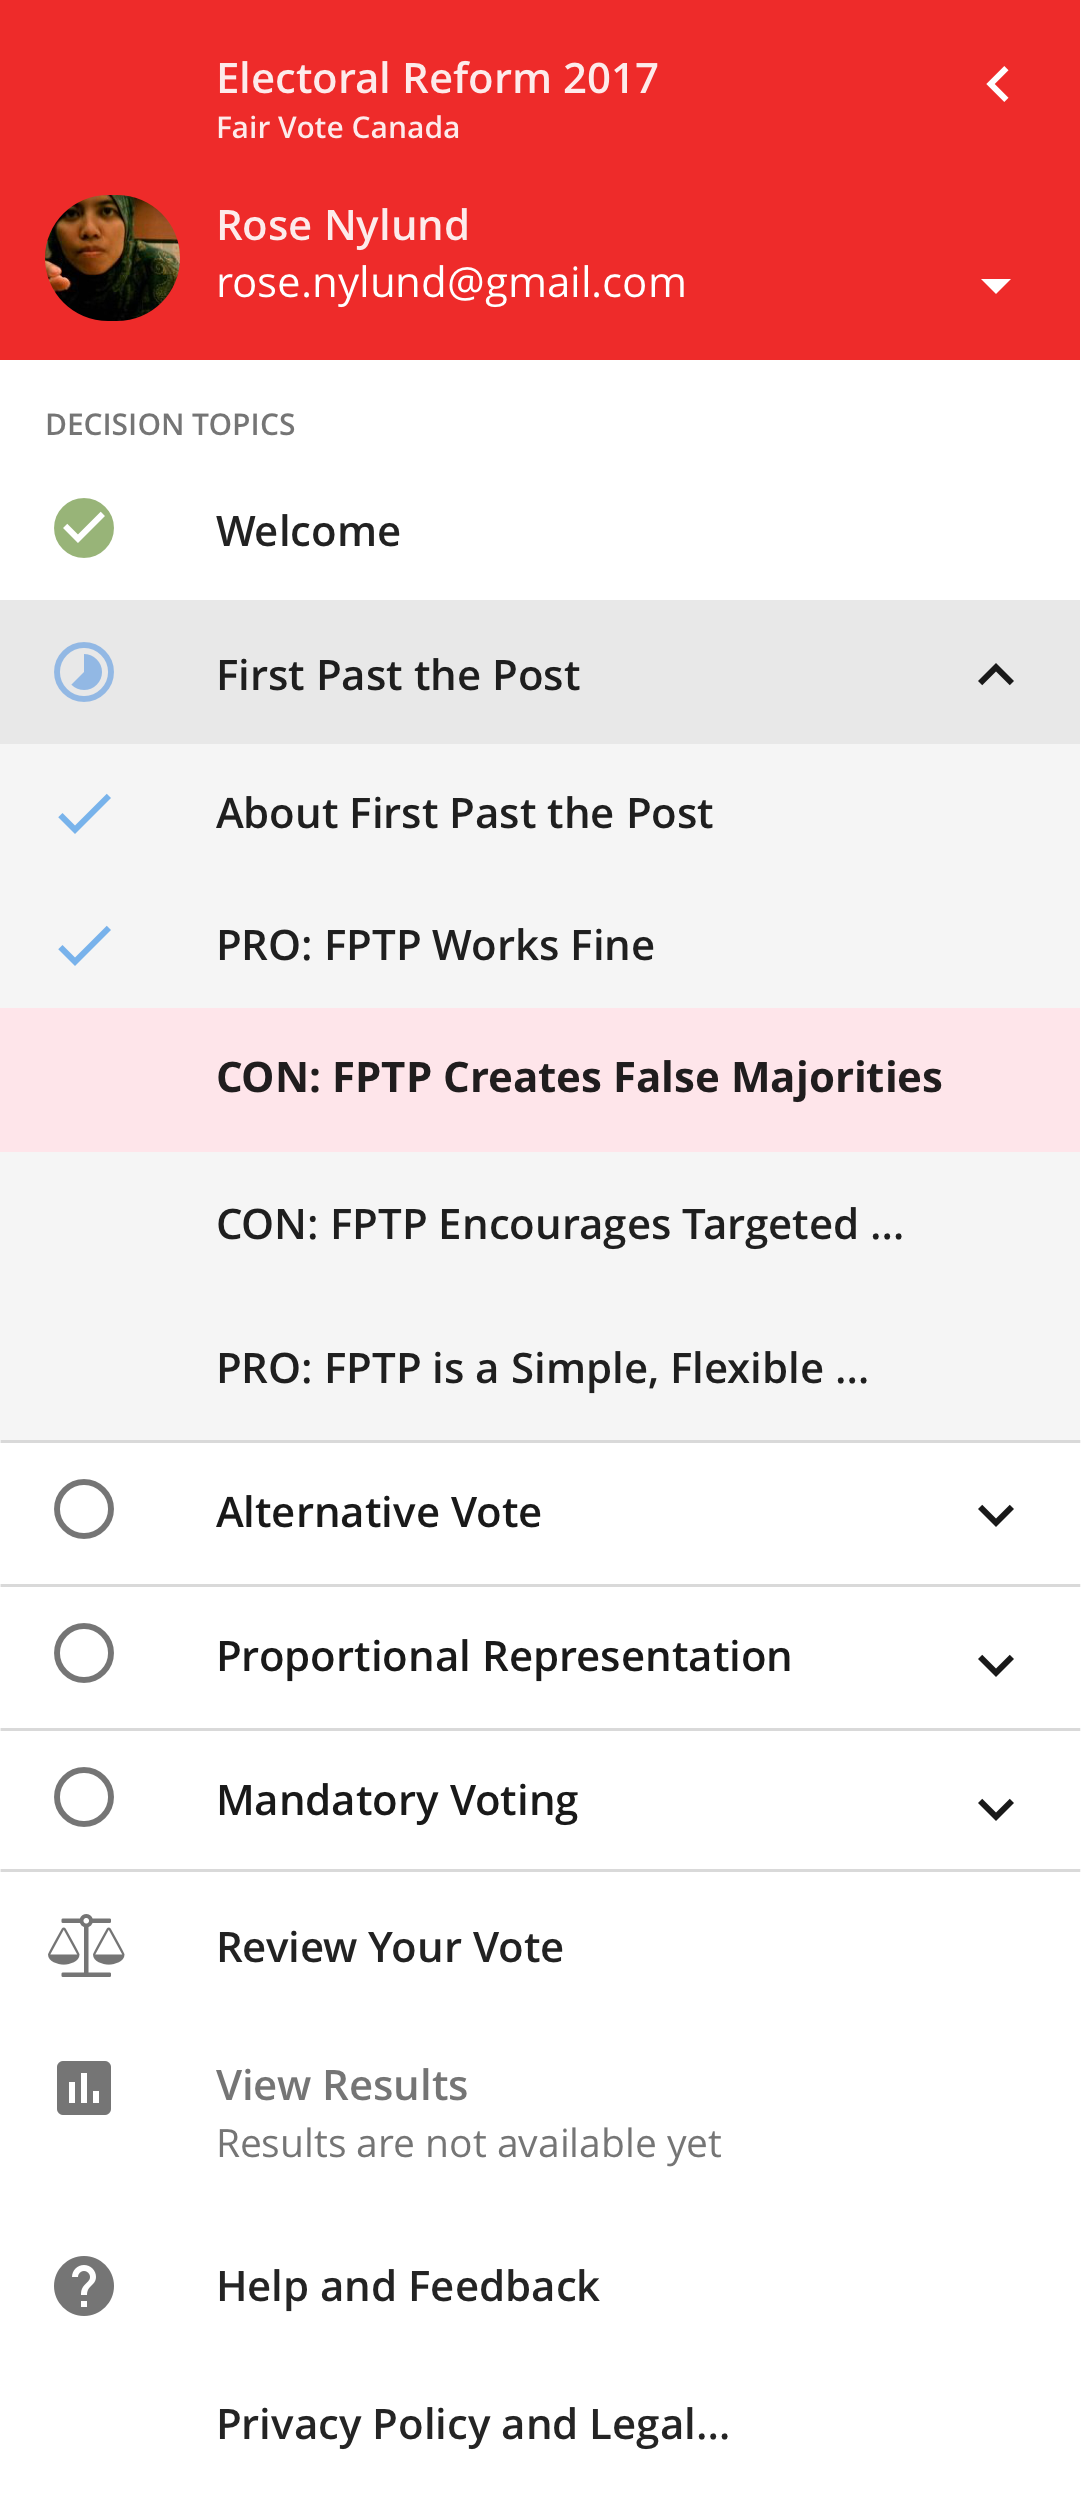 Electoral Reform 2017
Fair Vote Canada
Rose Nylund
rose.nylund@gmail.com
DECISION TOPICS
Welcome
First Past the Post
About First Past the Post
PRO: FPTP Works Fine
CON: FPTP Creates False Majorities
CON: FPTP Encourages Targeted ...
PRO: FPTP is a Simple, Flexible ...
Alternative Vote
Proportional Representation
Mandatory Voting
Review Your Vote
View Results
Results are not available yet
Help and Feedback
Privacy Policy and Legal...